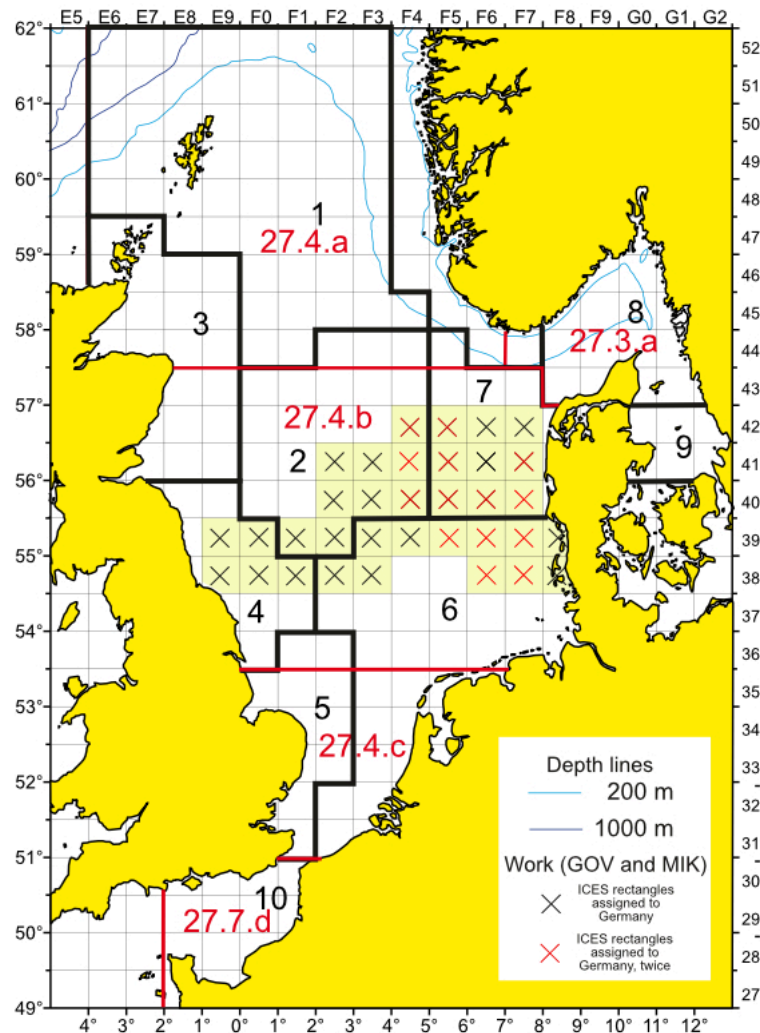 E5 E6 E7 E8 E9 F0 F1 F2 F3 F4 F5 F6 F7 F8 F9 G0 G1 G2
62° 52
61° 51
50
60° 49
48
1
27.4.a
59° 47
46
8
3
58° 45
27.3.a
44
7
57° 43
27.4.b
42
9
2
56° 41
40
55° 39
38
4 6
54° 37
36
53° 35
5
34
27.4.c
52° 33
Depth lines
200 m
32
1000 m
51° 31
Work (GOV and MIK)
30
10
ICES rectangles
assigned to
Germany
27.7.d
50° 29
ICES rectangles
assigned to
Germany, twice
28
49° 27
4° 3° 2° 1° 0° 1° 2° 3° 4° 5° 6° 7° 8° 9° 10° 11° 12°